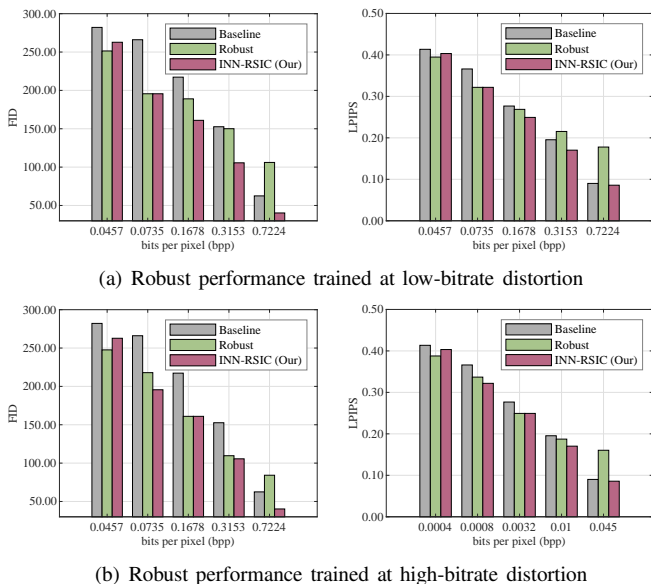 300.00
250.00
200.00
150.00
100.00
50.00
FID
Baseline
Robust
INN-RSIC (Our)
0.0457 0.0735 0.1678 0.3153 0.7224
bits per pixel (bpp)
0.50
0.40
0.30
0.20
0.10
0.00
LPIPS
Baseline
Robust
INN-RSIC (Our)
0.0457 0.0735 0.1678 0.3153 0.7224
bits per pixel (bpp)
(a) Robust performance trained at low-bitrate distortion
300.00
250.00
200.00
150.00
100.00
50.00
FID
Baseline
Robust
INN-RSIC (Our)
0.0457 0.0735 0.1678 0.3153 0.7224
bits per pixel (bpp)
0.50
0.40
0.30
0.20
0.10
0.00
LPIPS
Baseline
Robust
INN-RSIC (Our)
0.0004 0.0008 0.0032 0.01 0.045
bits per pixel (bpp)
(b) Robust performance trained at high-bitrate distortion